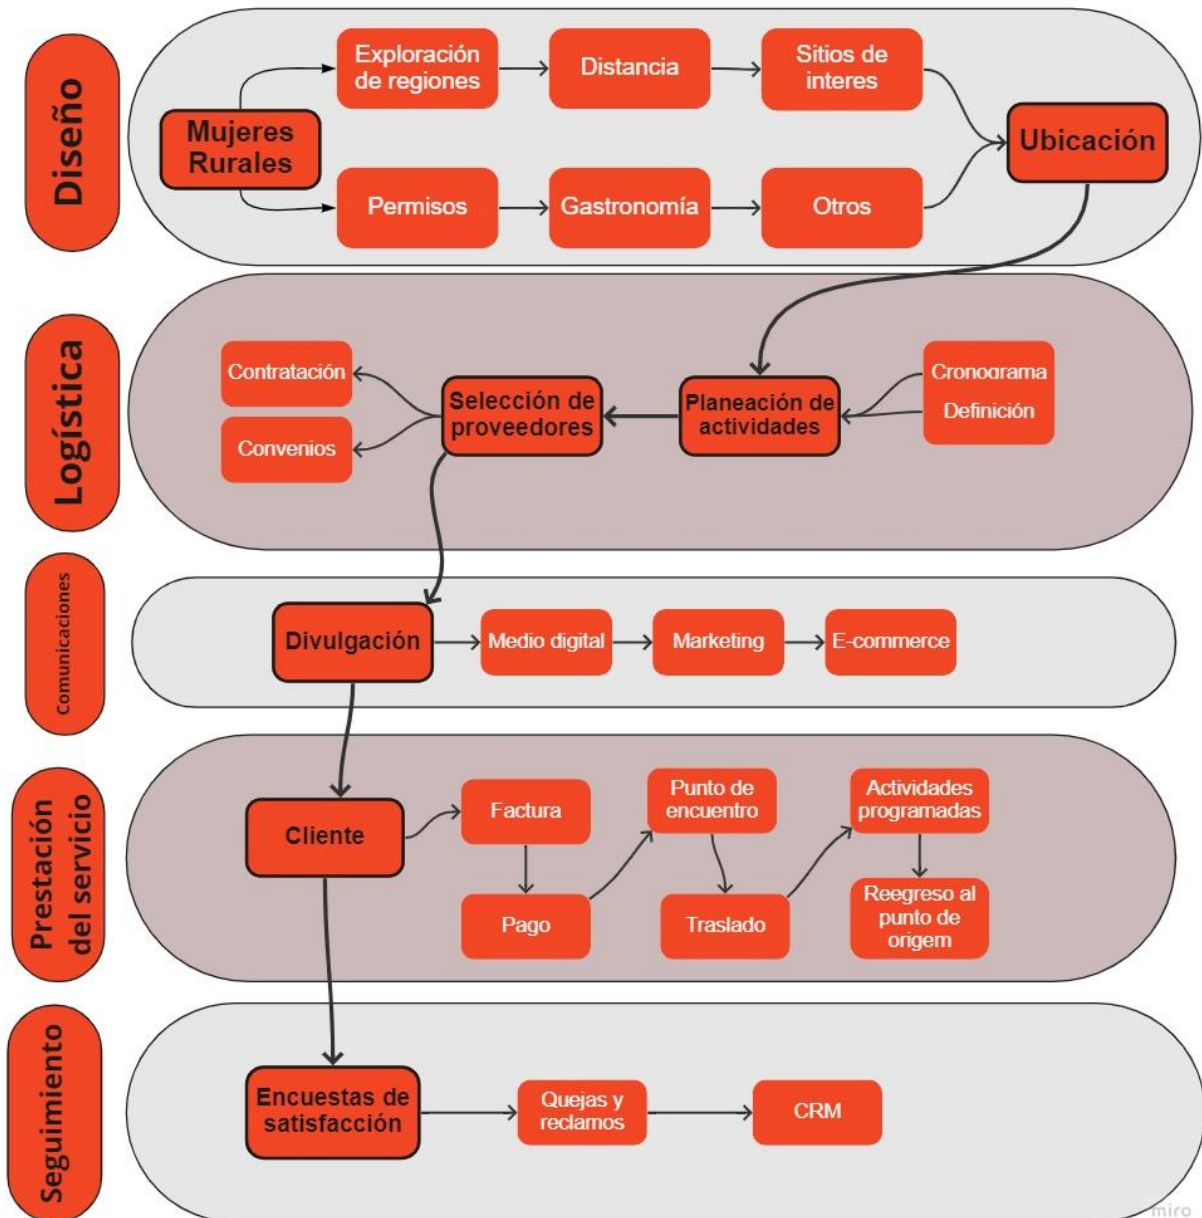 Diseño
Mujeres
Rurales
Exploración
de regiones
Distancia
Sitios de
interes
Permisos
Gastronomía
Otros
Ubicación
Logística
Contratación
Convenios
Selección de
proveedores
Planeación de
actividades
Cronograma
Definición
Comunicaciones
Divulgación
Medio digital
Marketing
E-commerce
Prestación
del servicio
Cliente
Factura
Pago
Punto de
encuentro
Traslado
Actividades
programadas
Reegreso al
punto de
origem
Seguimiento
Encuestas de
satisfacción
Quejas y
reclamos
CRM
miro